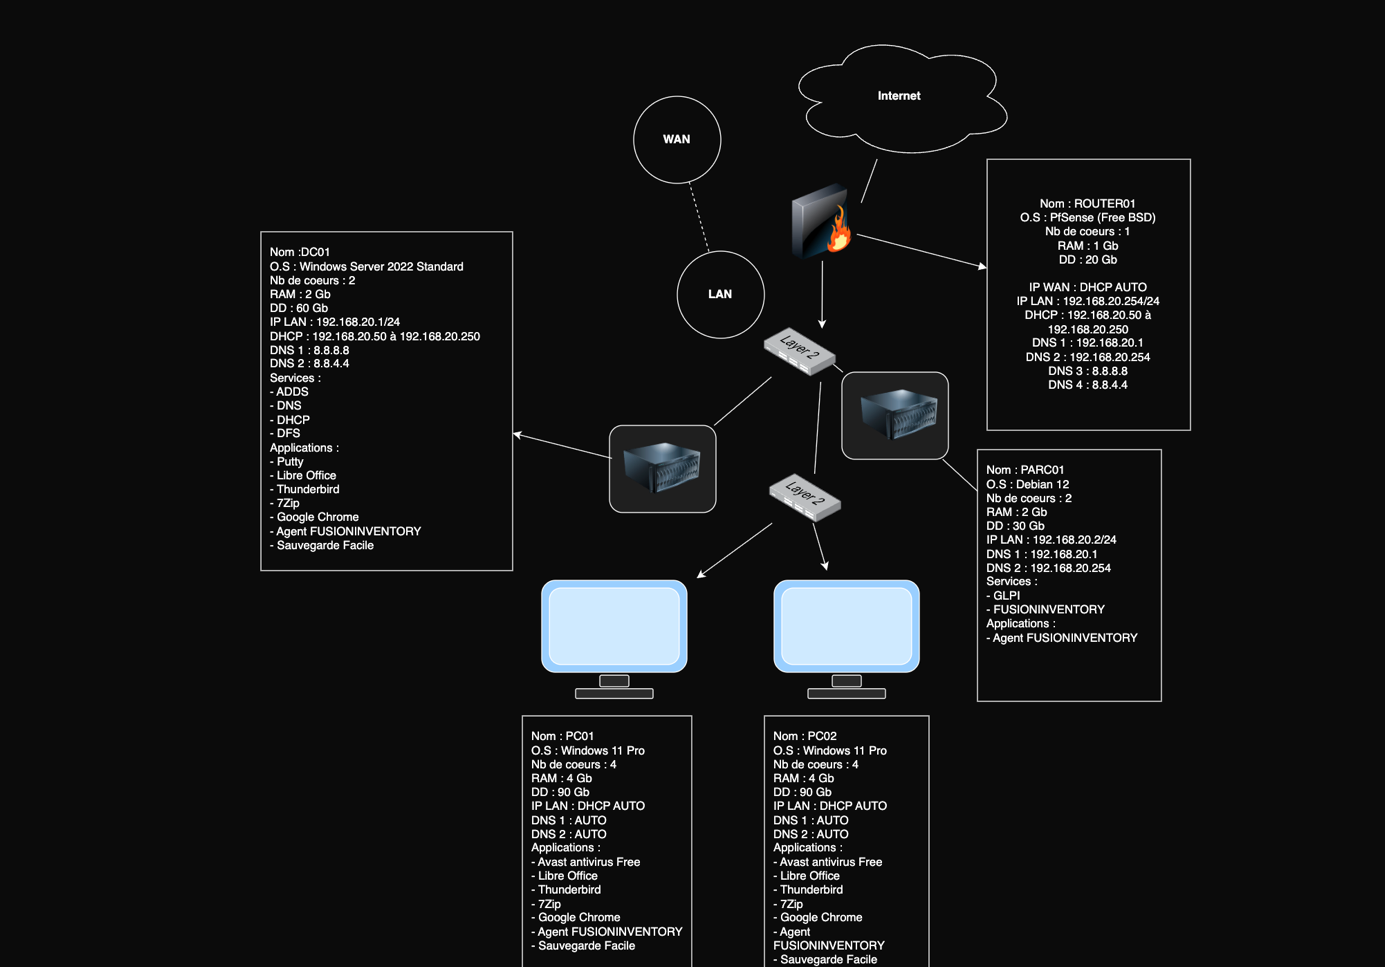 Internet
WAN
LAN
Nom : ROUTER01
O.S : PfSense (Free BSD)
Nb de coeurs : 1
RAM : 1 Gb
DD : 20 Gb
IP WAN : DHCP AUTO
IP LAN : 192.168.20.254/24
DHCP : 192.168.20.50 à
192.168.20.250
DNS 1 : 192.168.20.1
DNS 2 : 192.168.20.254
DNS 3 : 8.8.8.8
DNS 4 : 8.8.4.4
Nom :DC01
O.S : Windows Server 2022 Standard
Nb de coeurs : 2
RAM : 2 Gb
DD : 60 Gb
IP LAN : 192.168.20.1/24
DHCP : 192.168.20.50 à 192.168.20.250
DNS 1 : 8.8.8.8
DNS 2 : 8.8.4.4
Services :
- ADDS
- DNS
- DHCP
- DFS
Applications :
- Putty
- Libre Office
- Thunderbird
- 7Zip
- Google Chrome
- Agent FUSIONINVENTORY
- Sauvegarde Facile
Layer 2
Layer 2
Nom : PARC01
O.S : Debian 12
Nb de coeurs : 2
RAM : 2 Gb
DD : 30 Gb
IP LAN : 192.168.20.2/24
DNS 1 : 192.168.20.1
DNS 2 : 192.168.20.254
Services :
- GLPI
- FUSIONINVENTORY
Applications :
- Agent FUSIONINVENTORY
Nom : PC01
O.S : Windows 11 Pro
Nb de coeurs : 4
RAM : 4 Gb
DD : 90 Gb
IP LAN : DHCP AUTO
DNS 1 : AUTO
DNS 2 : AUTO
Applications :
- Avast antivirus Free
- Libre Office
- Thunderbird
- 7Zip
- Google Chrome
- Agent FUSIONINVENTORY
- Sauvegarde Facile
Nom : PC02
O.S : Windows 11 Pro
Nb de coeurs : 4
RAM : 4 Gb
DD : 90 Gb
IP LAN : DHCP AUTO
DNS 1 : AUTO
DNS 2 : AUTO
Applications :
- Avast antivirus Free
- Libre Office
- Thunderbird
- 7Zip
- Google Chrome
- Agent
FUSIONINVENTORY
- Sauvegarde Facile